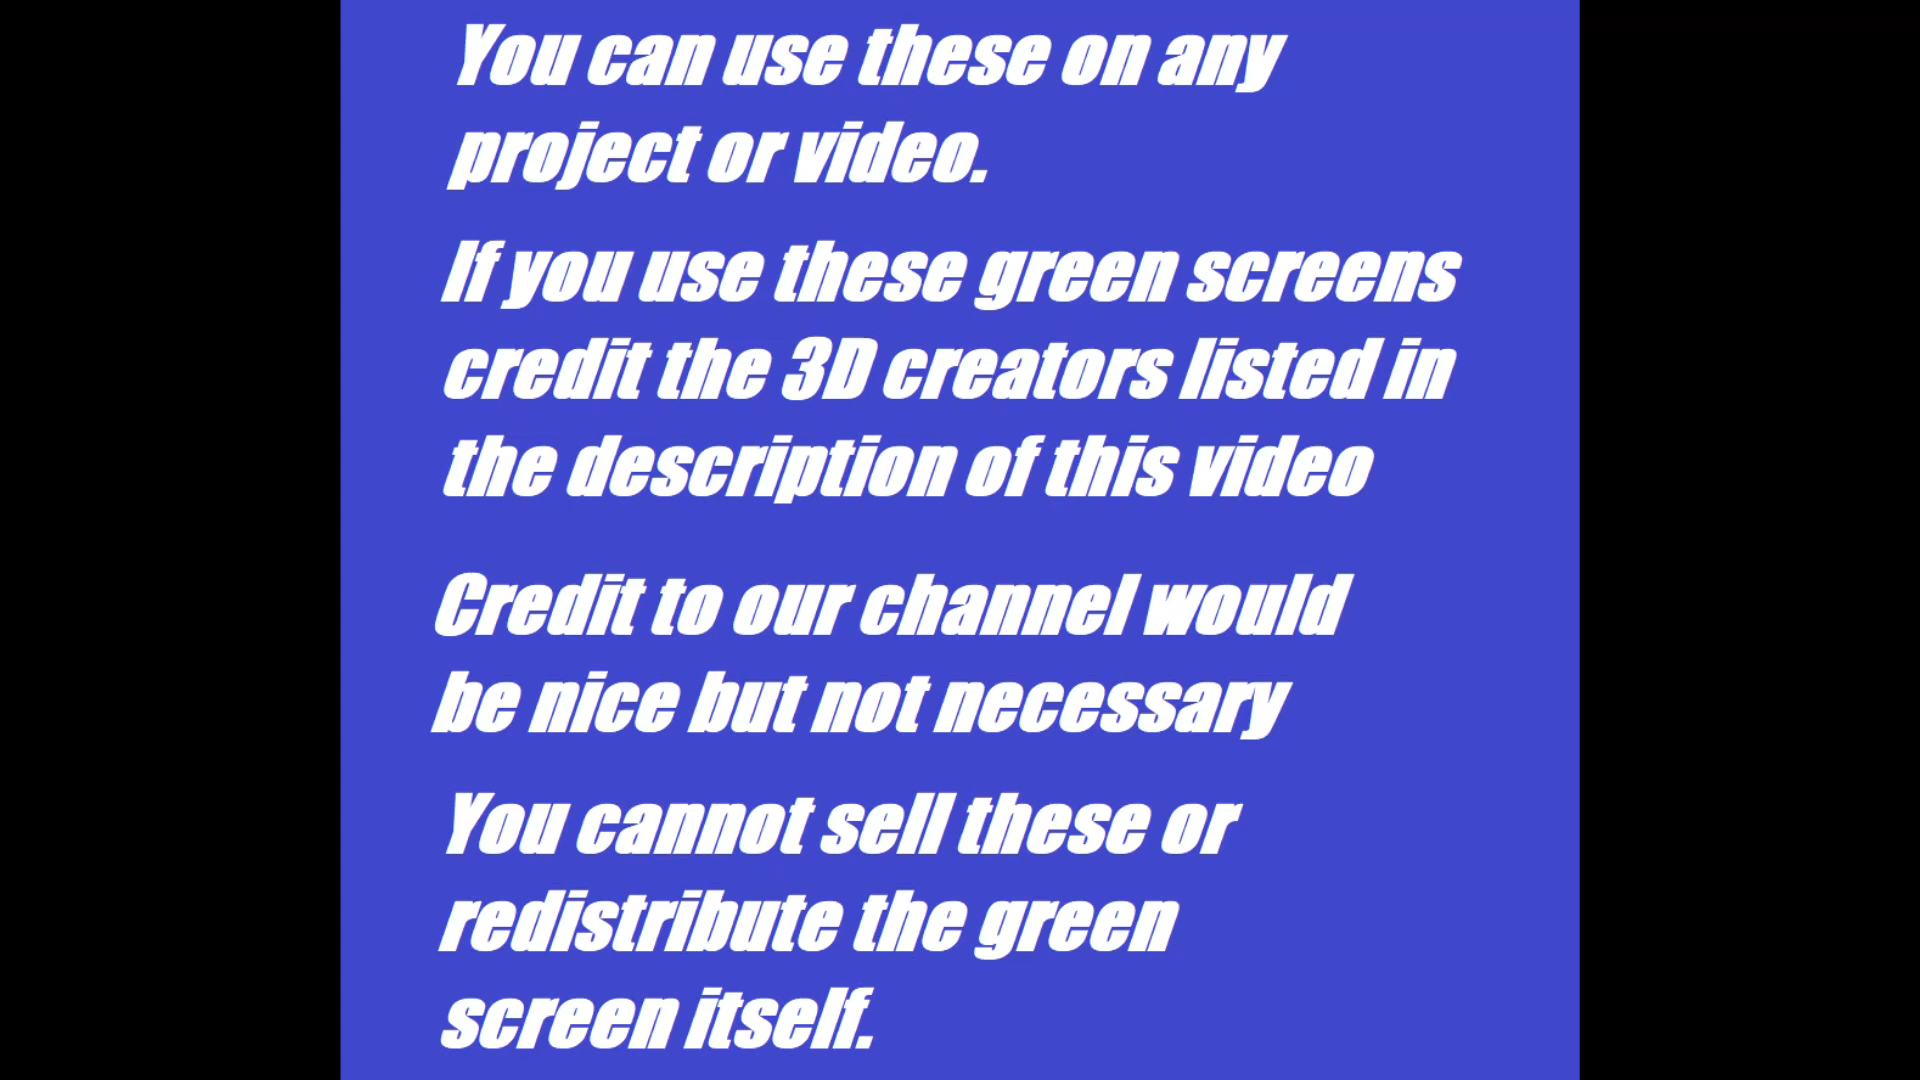 You can use these on any
project or video.
If you use these green screens
credit the 3D creators listed in
the description of this video
Credit to our channel would
be nice but not necessary
You cannot sell these or
redistribute the green
screen itself.